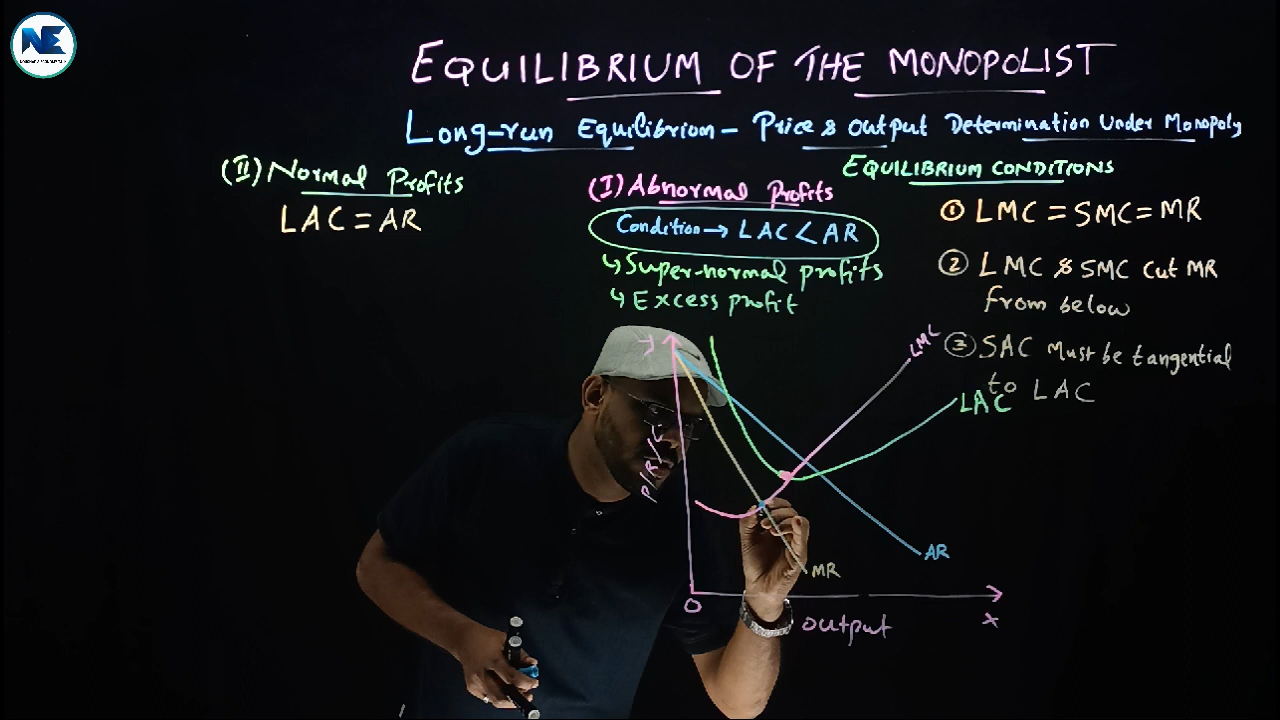 NE
EQUILIBRIUM OF THE MONOPOLIST
Long-run Equilibrium - Price & Output Determination Under Monopoly
(II) Normal Profits
LAC = AR
(I) Abnormal Profits
Condition → LAC < AR
↳ Super-normal profits
↳ Excess profit
EQUILIBRIUM CONDITIONS
① LMC = SMC = MR
② LMC & SMC cut MR
from below
③ SAC Must be tangential
to LAC
Y
P/R/C
LMC
LAC
AR
MR
O
output
X